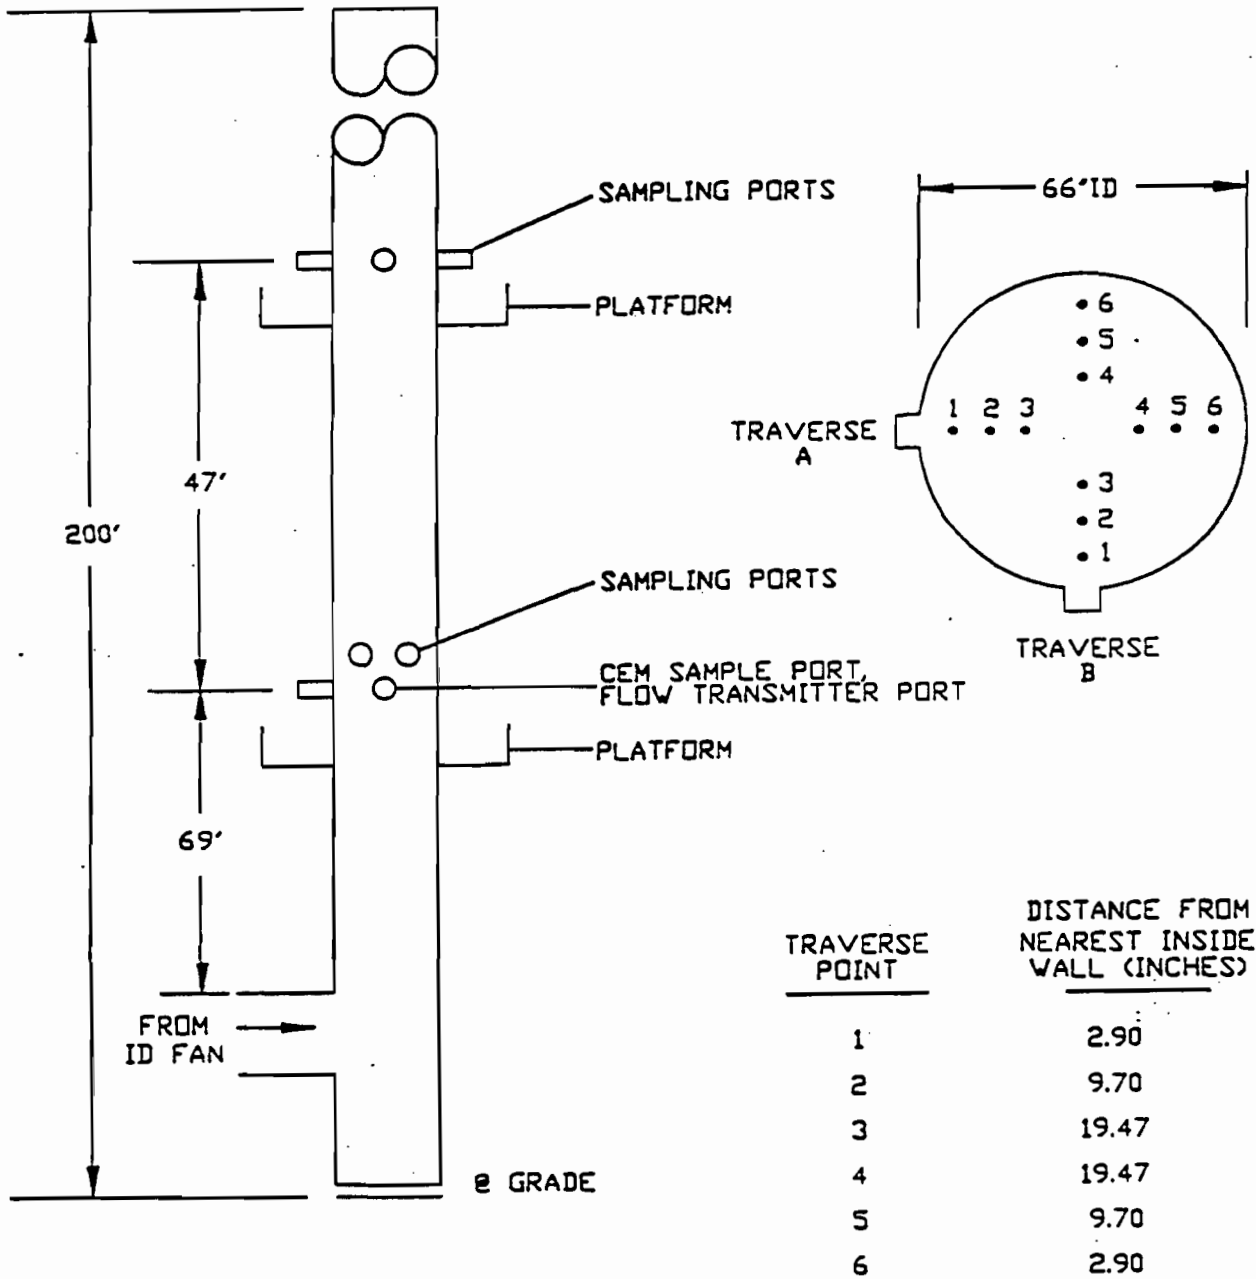 SAMPLING PORTS
66"ID
PLATFORM
6
5
4
1 2 3 4 5 6
TRAVERSE
A
3
2
1
TRAVERSE
B
47'
200'
SAMPLING PORTS
CEM SAMPLE PORT,
FLOW TRANSMITTER PORT
PLATFORM
69'
FROM
ID FAN
@ GRADE
TRAVERSE
POINT
DISTANCE FROM
NEAREST INSIDE
WALL (INCHES)
1 2.90
2 9.70
3 19.47
4 19.47
5 9.70
6 2.90